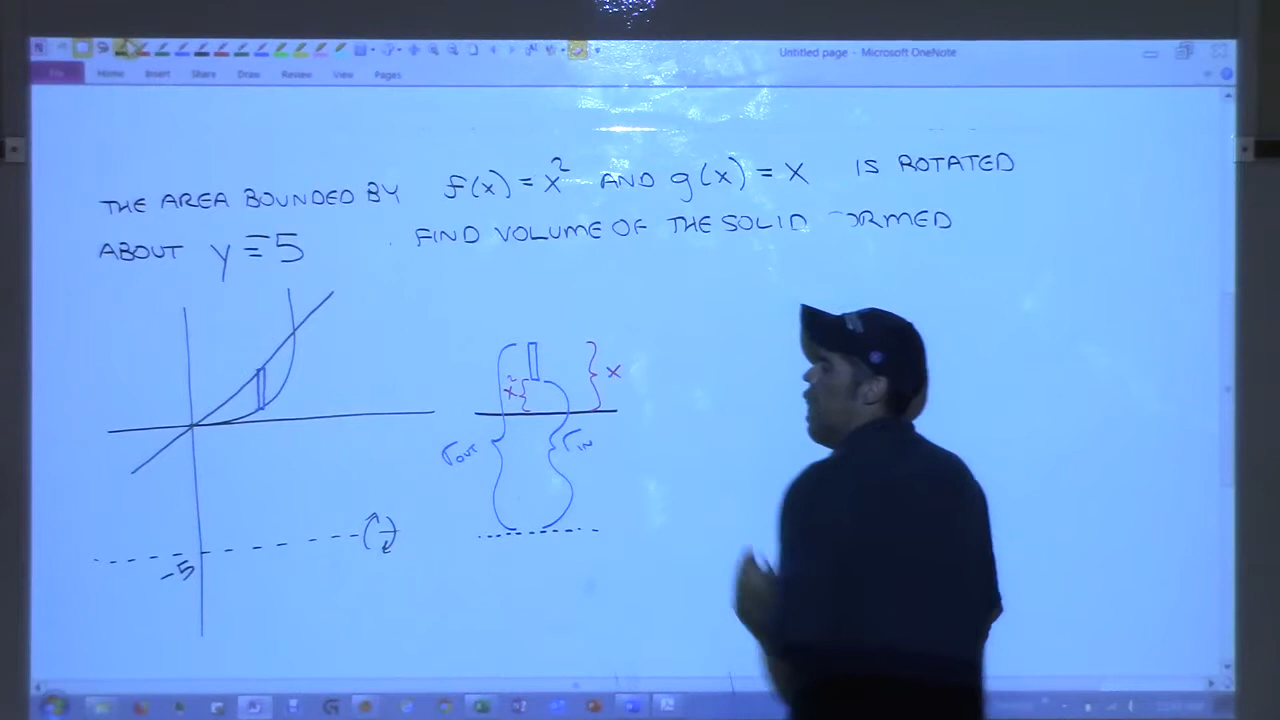 Untitled page - Microsoft OneNote
File Home Insert Share Draw Review View Pages
THE AREA BOUNDED BY f(x) = x² AND g(x) = x IS ROTATED
ABOUT y = 5 . FIND VOLUME OF THE SOLID ORMED
x² x
r OUT r IN
-5